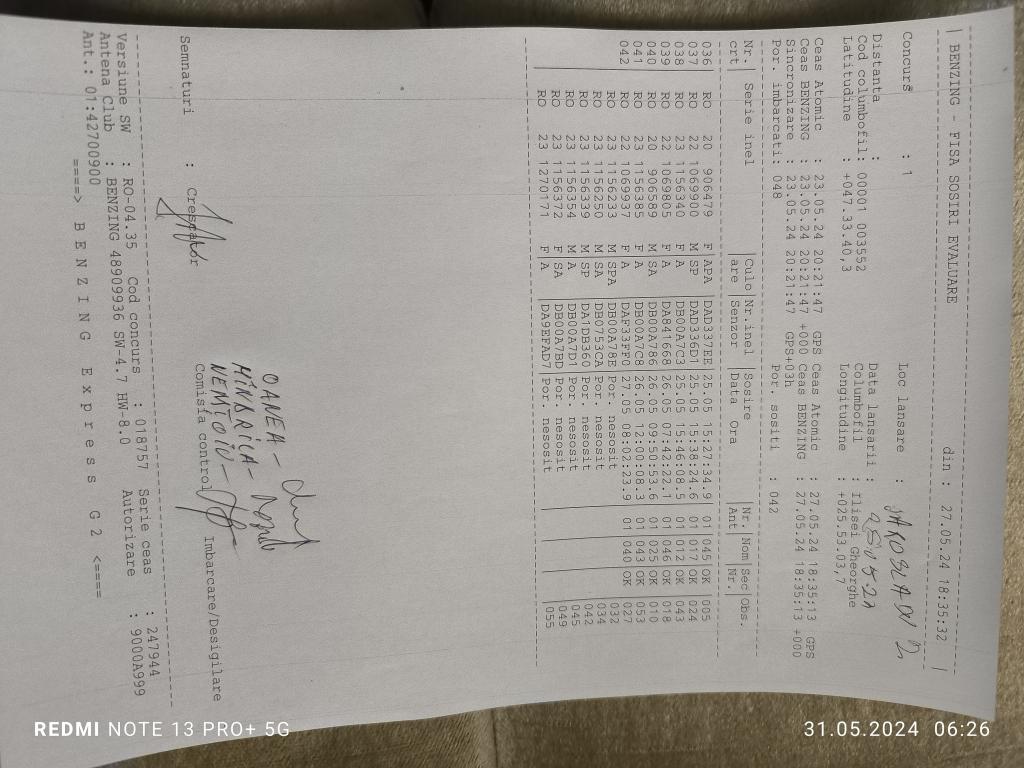 | BENZING - FISA SOSIRI EVALUARE din : 27.05.24 18:35:32 |
Concurs : 1 Loc lansare : JAROSLAW 2
Distanta : Data lansarii :
Cod columbofil: 00001 003552 Columbofil : Ilisei Gheorghe
Latitudine : +047.33.40,3 Longitudine : +025.53.03,7
Ceas Atomic : 23.05.24 20:21:47 GPS Ceas Atomic : 27.05.24 18:35:13 GPS
Ceas BENZING : 23.05.24 20:21:47 +000 Ceas BENZING : 27.05.24 18:35:13 +000
Sincronizare : 23.05.24 20:21:47 GPS+03h
Por. imbarcati: 048 Por. sositi : 042
Nr.| Serie inel |Culo|Nr.inel |Sosire |Nr.|Nom|Sec|Obs.
crt| |are |Senzor |Data Ora |Ant| |Nr.|
036 RO 20 906479 F APA DAD337EE 25.05 15:27:34.9 01 045 OK 005
037 RO 22 1069990 M SP DAD336D1 25.05 15:38:24.6 01 017 OK 024
038 RO 23 1156340 F A DB00A7C3 25.05 15:46:08.5 01 012 OK 043
039 RO 22 1069805 F A DA841668 26.05 07:42:22.1 01 046 OK 018
040 RO 20 906589 M SA DB00A786 26.05 09:50:53.6 01 025 OK 010
041 RO 23 1156385 F A DB00A7C8 26.05 12:00:08.3 01 043 OK 053
042 RO 22 1069937 F A DAF33FF0 27.05 08:02:23.9 01 040 OK 027
RO 23 1156233 M SPA DB00A78E Por. nesosit 032
RO 23 1156250 M SA DB0753CA Por. nesosit 034
RO 23 1156339 M SP DA1DB360 Por. nesosit 042
RO 23 1156354 M A DB00A7D1 Por. nesosit 045
RO 23 1156372 F SA DB00A7BD Por. nesosit 049
RO 23 1270171 F A DA9EFAD7 Por. nesosit 055
OANEA -
Semnaturi : Crescator Comisia control Imbarcare/Desigilare
Versiune SW : RO-04.35 Cod concurs : 018757 Serie ceas : 247944
Antena Club : BENZING 48909936 SW-4.7 HW-8.0 Autorizare : 9000A999
Ant.: 01:42700900
====> B E N Z I N G E x p r e s s G 2 <====
REDMI NOTE 13 PRO+ 5G
31.05.2024 06:26